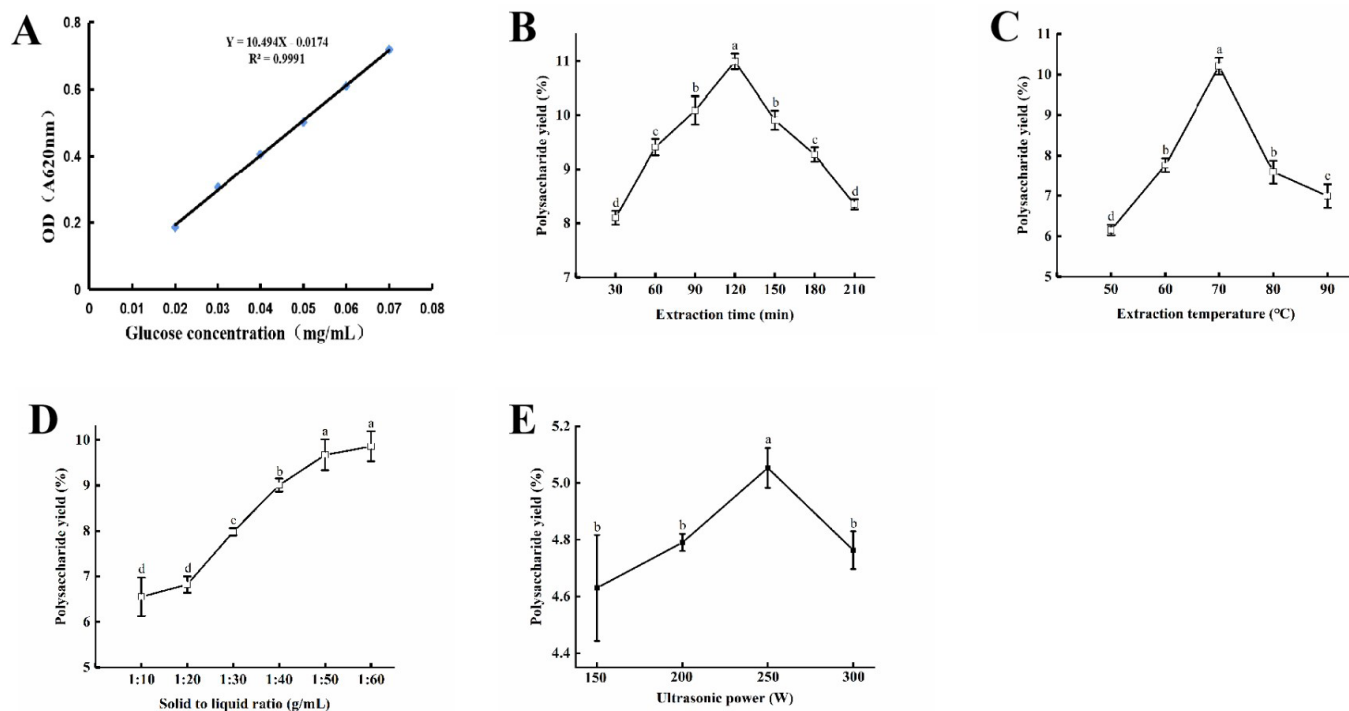 A
0.8
0.6
0.4
0.2
0
Y = 10.494X - 0.0174
R² = 0.9991
OD（A620nm）
0 0.01 0.02 0.03 0.04 0.05 0.06 0.07 0.08
Glucose concentration（mg/mL）
B
Polysaccharide yield (%)
11
10
9
8
7
d c b a b c d
30 60 90 120 150 180 210
Extraction time (min)
C
Polysaccharide yield (%)
11
10
9
8
7
6
5
d b a b c
50 60 70 80 90
Extraction temperature (°C)
D
Polysaccharide yield (%)
10
9
8
7
6
5
d d c b a a
1:10 1:20 1:30 1:40 1:50 1:60
Solid to liquid ratio (g/mL)
E
Polysaccharide yield (%)
5.2
5.0
4.8
4.6
4.4
b b a b
150 200 250 300
Ultrasonic power (W)